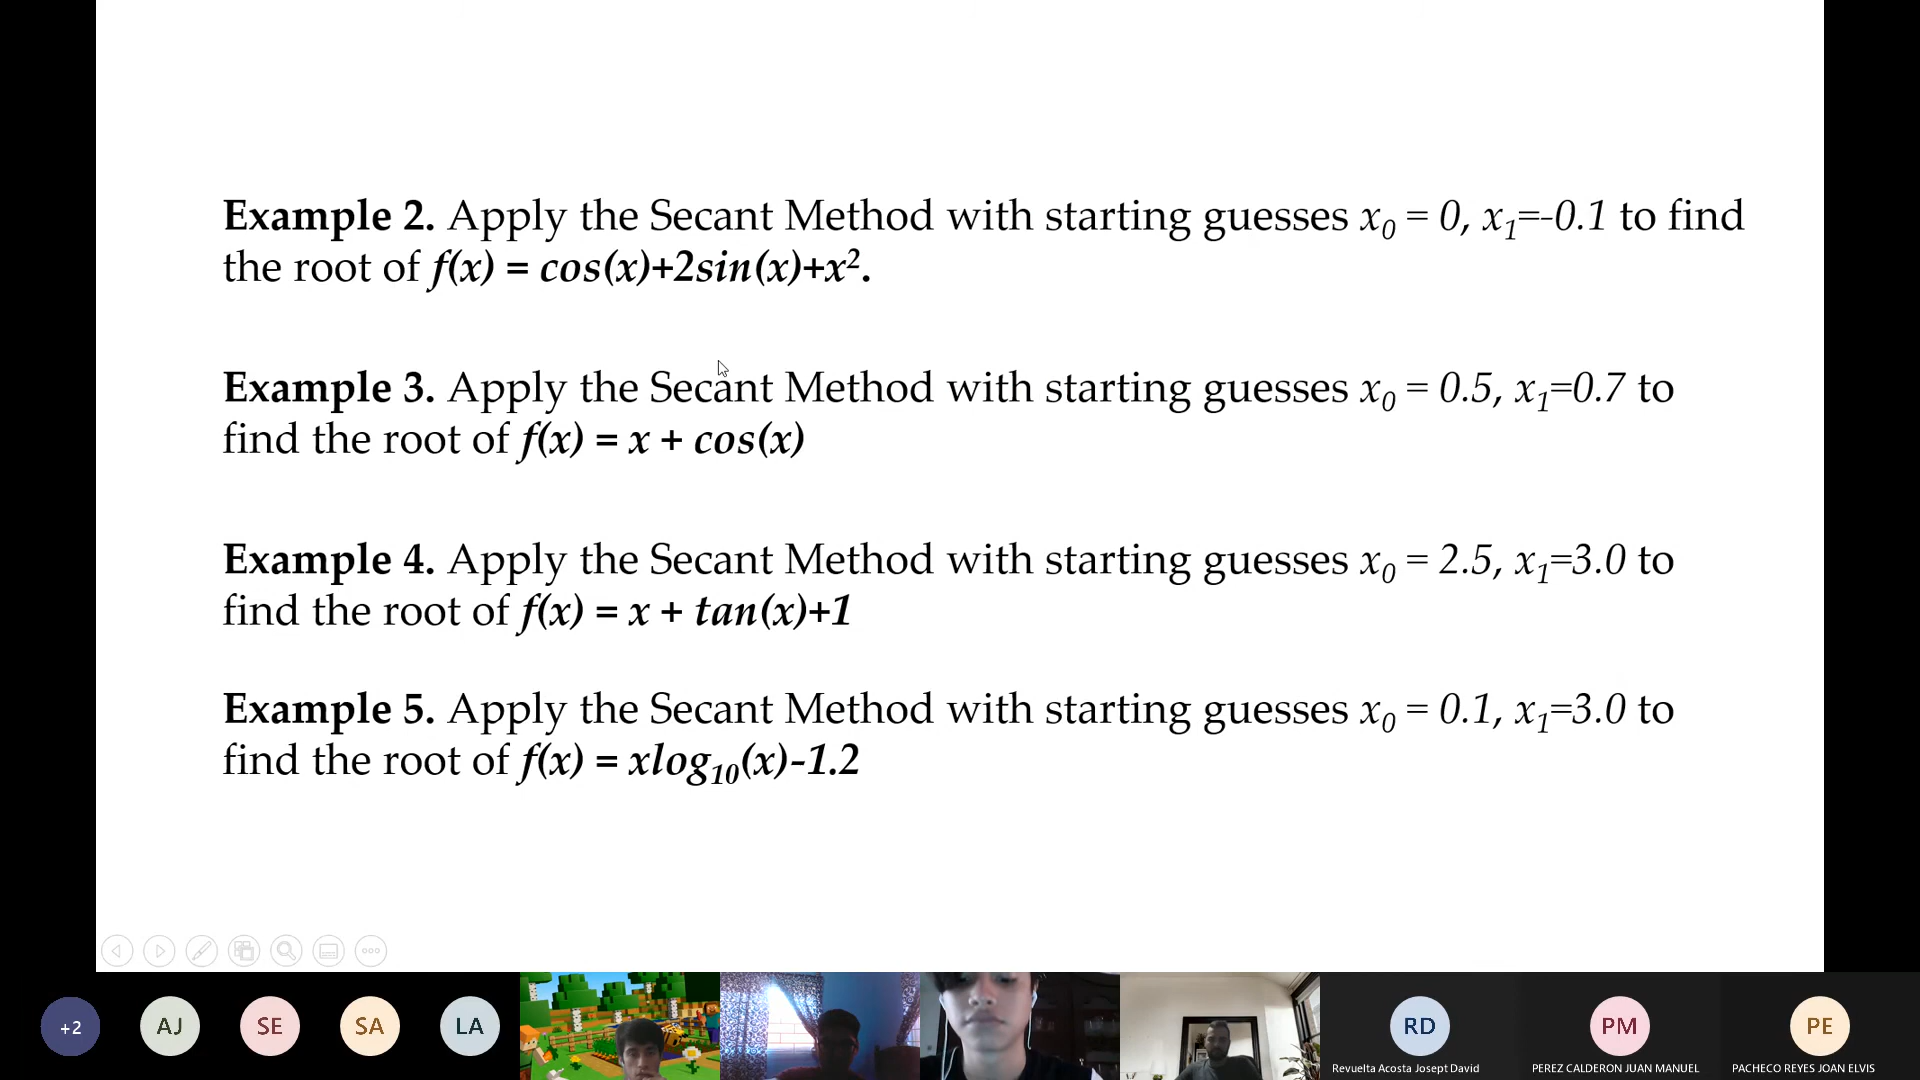 Example 2. Apply the Secant Method with starting guesses x₀ = 0, x₁=-0.1 to find
the root of f(x) = cos(x)+2sin(x)+x².
Example 3. Apply the Secant Method with starting guesses x₀ = 0.5, x₁=0.7 to
find the root of f(x) = x + cos(x)
Example 4. Apply the Secant Method with starting guesses x₀ = 2.5, x₁=3.0 to
find the root of f(x) = x + tan(x)+1
Example 5. Apply the Secant Method with starting guesses x₀ = 0.1, x₁=3.0 to
find the root of f(x) = xlog₁₀(x)-1.2
+2 AJ SE SA LA RD PM PE
Revuelta Acosta Josept David PEREZ CALDERON JUAN MANUEL PACHECO REYES JOAN ELVIS